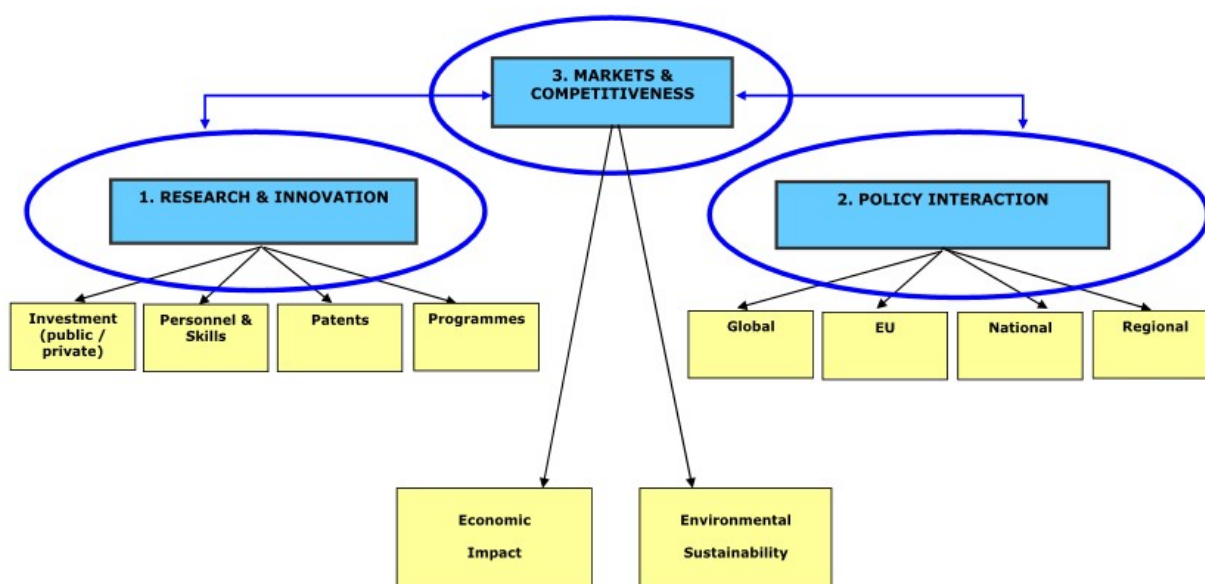 3. MARKETS &
COMPETITIVENESS
1. RESEARCH & INNOVATION
2. POLICY INTERACTION
Investment
(public /
private)
Personnel &
Skills
Patents
Programmes
Global
EU
National
Regional
Economic
Impact
Environmental
Sustainability